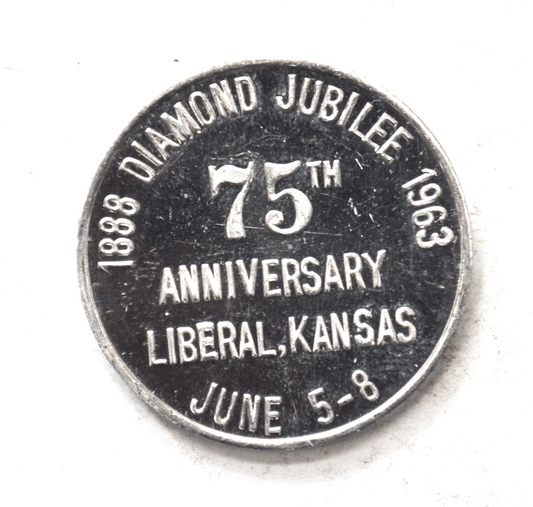 1888 DIAMOND JUBILEE 1963
75TH
ANNIVERSARY
LIBERAL, KANSAS
JUNE 5-8